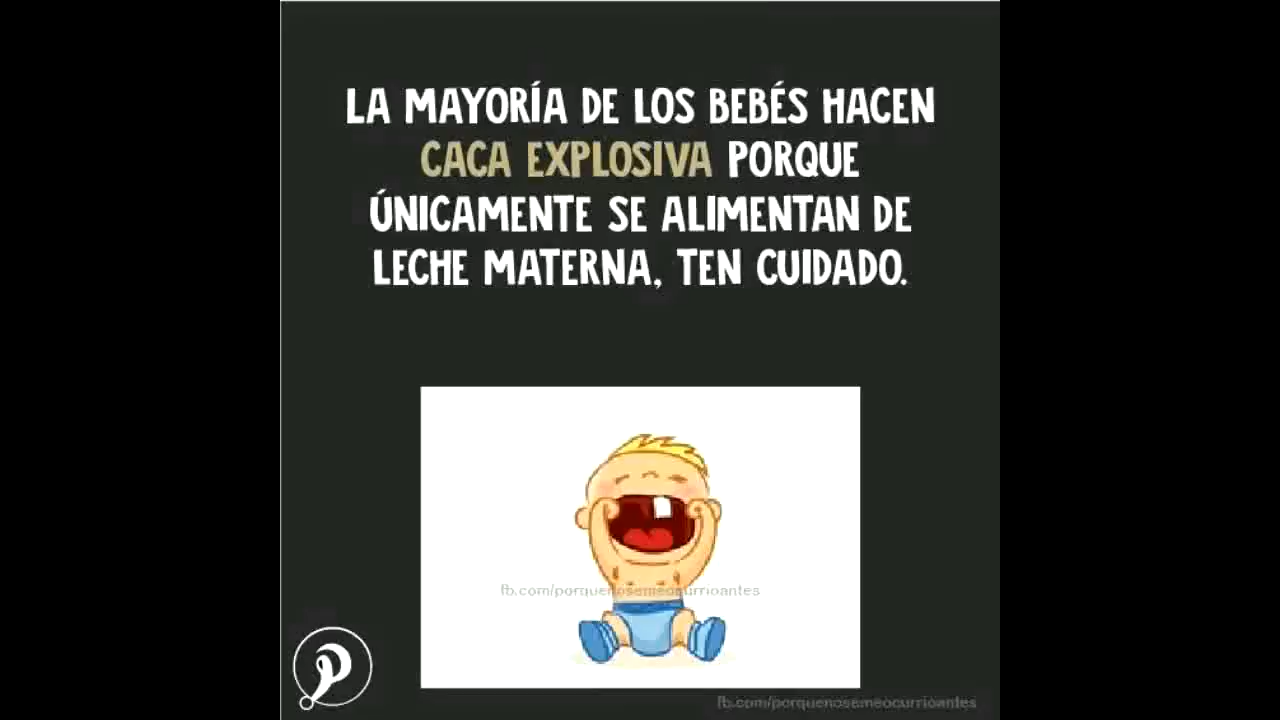 LA MAYORÍA DE LOS BEBÉS HACEN
CACA EXPLOSIVA PORQUE
ÚNICAMENTE SE ALIMENTAN DE
LECHE MATERNA, TEN CUIDADO.
fb.com/porquenosemeocurrioantes
P
fb.com/porquenosemeocurrioantes